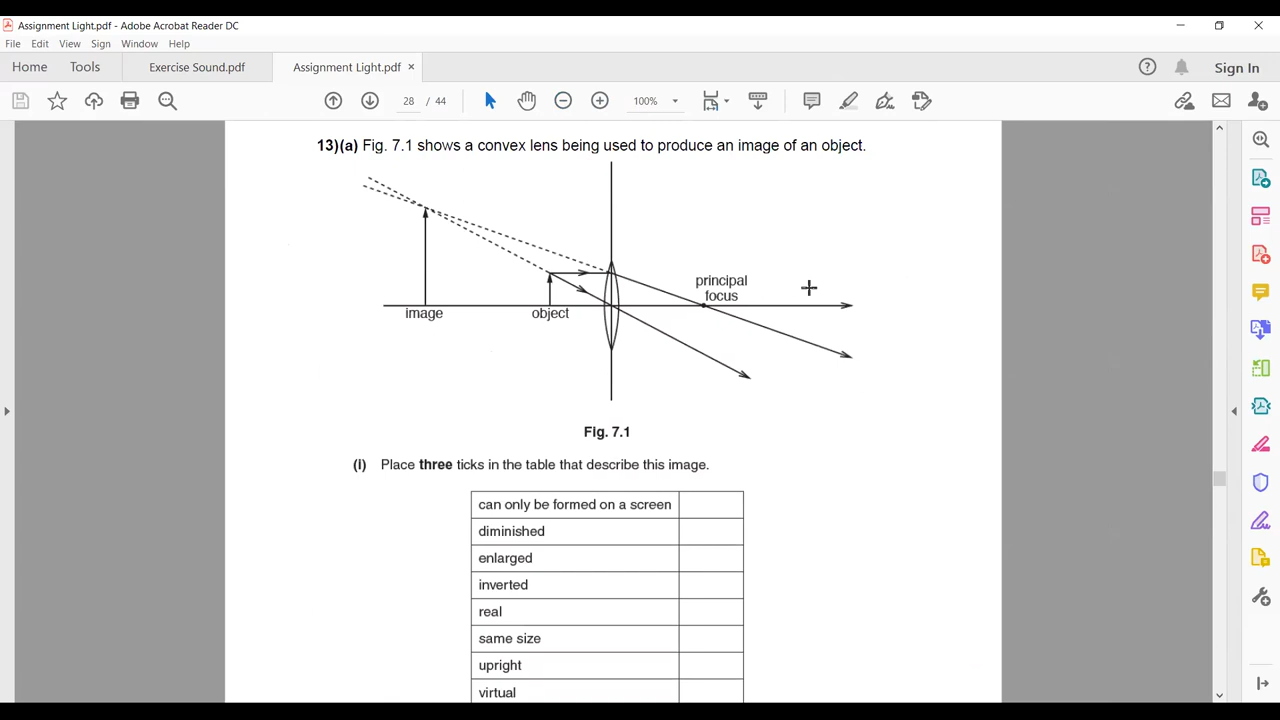 Assignment Light.pdf - Adobe Acrobat Reader DC
File Edit View Sign Window Help
Home Tools Exercise Sound.pdf Assignment Light.pdf × Sign In
28 / 44 100%
13)(a) Fig. 7.1 shows a convex lens being used to produce an image of an object.
principal
focus
image object
Fig. 7.1
(i) Place three ticks in the table that describe this image.
can only be formed on a screen
diminished
enlarged
inverted
real
same size
upright
virtual